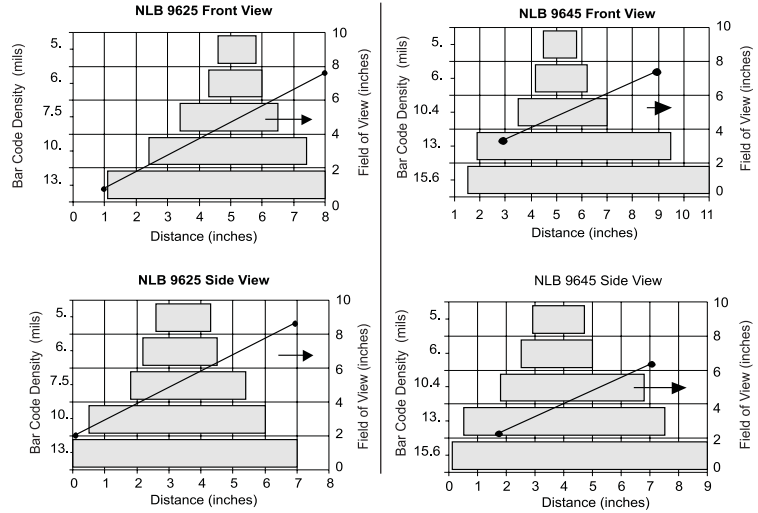 NLB 9625 Front View
Bar Code Density (mils)
5.
6.
7.5
10.
13.
10
8
6
4
2
0
Field of View (inches)
0 1 2 3 4 5 6 7 8
Distance (inches)
NLB 9645 Front View
Bar Code Density (mils)
5.
6.
10.4
13.
15.6
10
8
6
4
2
0
Field of View (inches)
1 2 3 4 5 6 7 8 9 10 11
Distance (inches)
NLB 9625 Side View
Bar Code Density (mils)
5.
6.
7.5
10.
13.
10
8
6
4
2
0
Field of View (inches)
0 1 2 3 4 5 6 7 8
Distance (inches)
NLB 9645 Side View
Bar Code Density (mils)
5.
6.
10.4
13.
15.6
10
8
6
4
2
0
Field of View (inches)
0 1 2 3 4 5 6 7 8 9
Distance (inches)